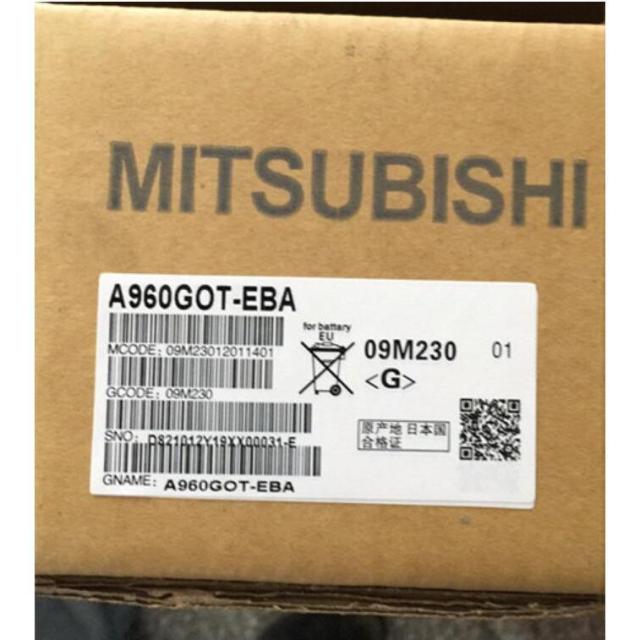 MITSUBISHI
A960GOT-EBA
MCODE: 09M23012011401
GCODE: 09M230
SNO: D821012Y19XX00031-E
GNAME: A960GOT-EBA
for battary
EU
09M230 01
<G>
原产地 日本国
合格证